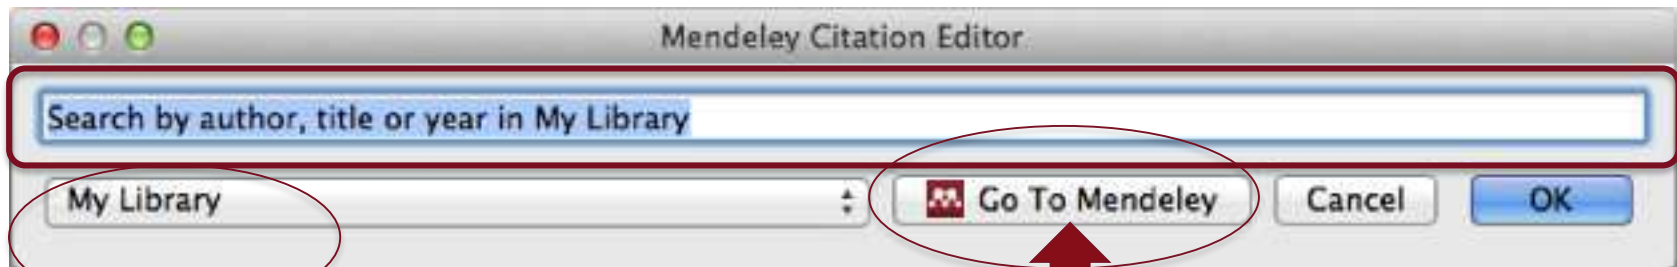 Mendeley Citation Editor
Search by author, title or year in My Library
My Library Go To Mendeley Cancel OK